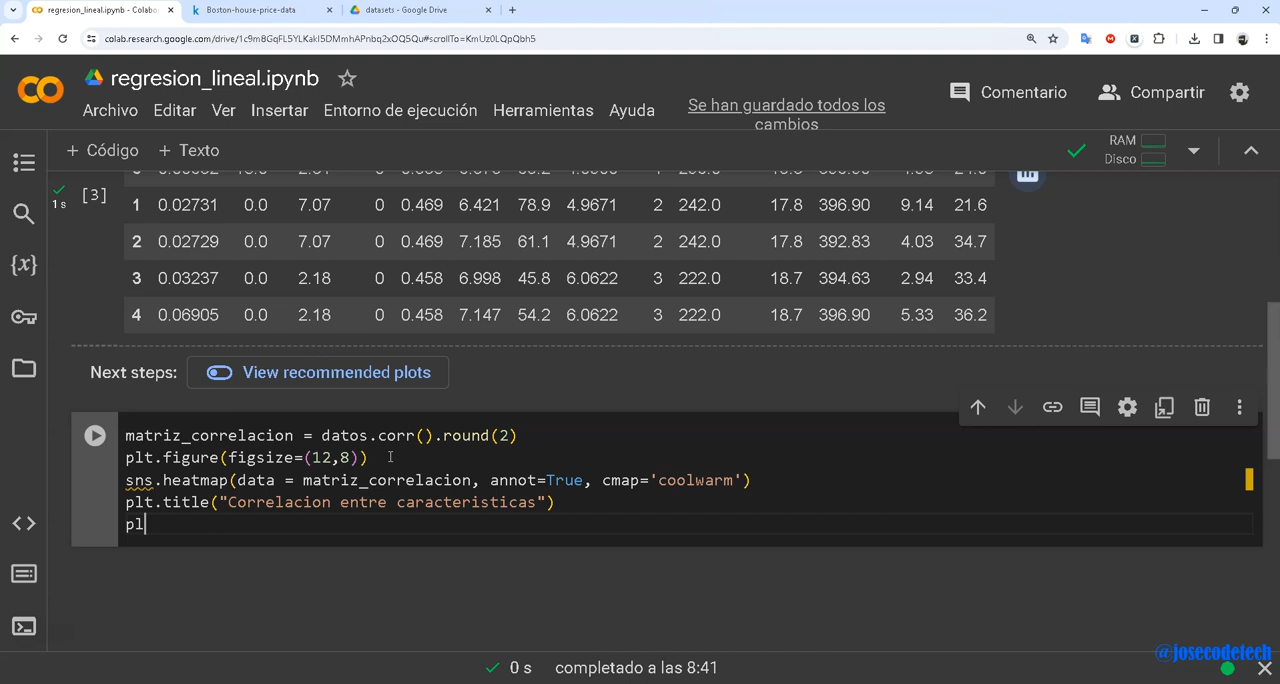 regresion_lineal.ipynb - Colabo
Boston-house-price-data
datasets - Google Drive
colab.research.google.com/drive/1c9m8GqFL5YLKakI5DMmhAPnbq2xOQ5Qu#scrollTo=KmUz0LQpQbh5
regresion_lineal.ipynb
Archivo Editar Ver Insertar Entorno de ejecución Herramientas Ayuda
Se han guardado todos los
cambios
Comentario
Compartir
+ Código + Texto
RAM
Disco
1 s
[3]
1 0.02731 0.0 7.07 0 0.469 6.421 78.9 4.9671 2 242.0 17.8 396.90 9.14 21.6
2 0.02729 0.0 7.07 0 0.469 7.185 61.1 4.9671 2 242.0 17.8 392.83 4.03 34.7
3 0.03237 0.0 2.18 0 0.458 6.998 45.8 6.0622 3 222.0 18.7 394.63 2.94 33.4
4 0.06905 0.0 2.18 0 0.458 7.147 54.2 6.0622 3 222.0 18.7 396.90 5.33 36.2
Next steps: View recommended plots
matriz_correlacion = datos.corr().round(2)
plt.figure(figsize=(12,8))
sns.heatmap(data = matriz_correlacion, annot=True, cmap='coolwarm')
plt.title("Correlacion entre caracteristicas")
pl
0 s completado a las 8:41
@josecodetech